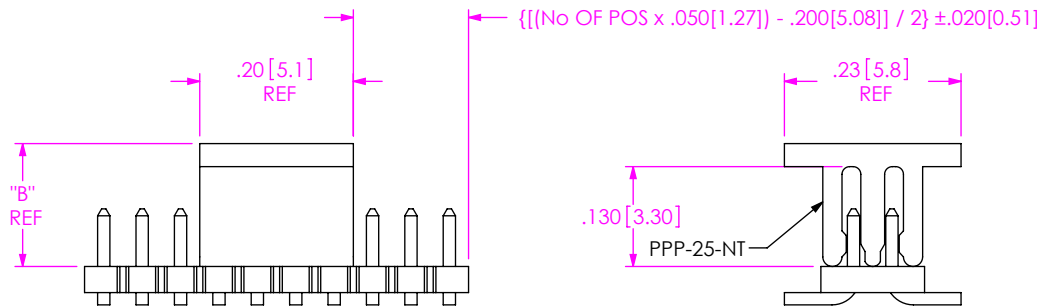 {[(No OF POS x .050[1.27]) - .200[5.08]] / 2} ±.020[0.51]
.20[5.1]
REF
.23[5.8]
REF
"B"
REF
.130[3.30]
PPP-25-NT